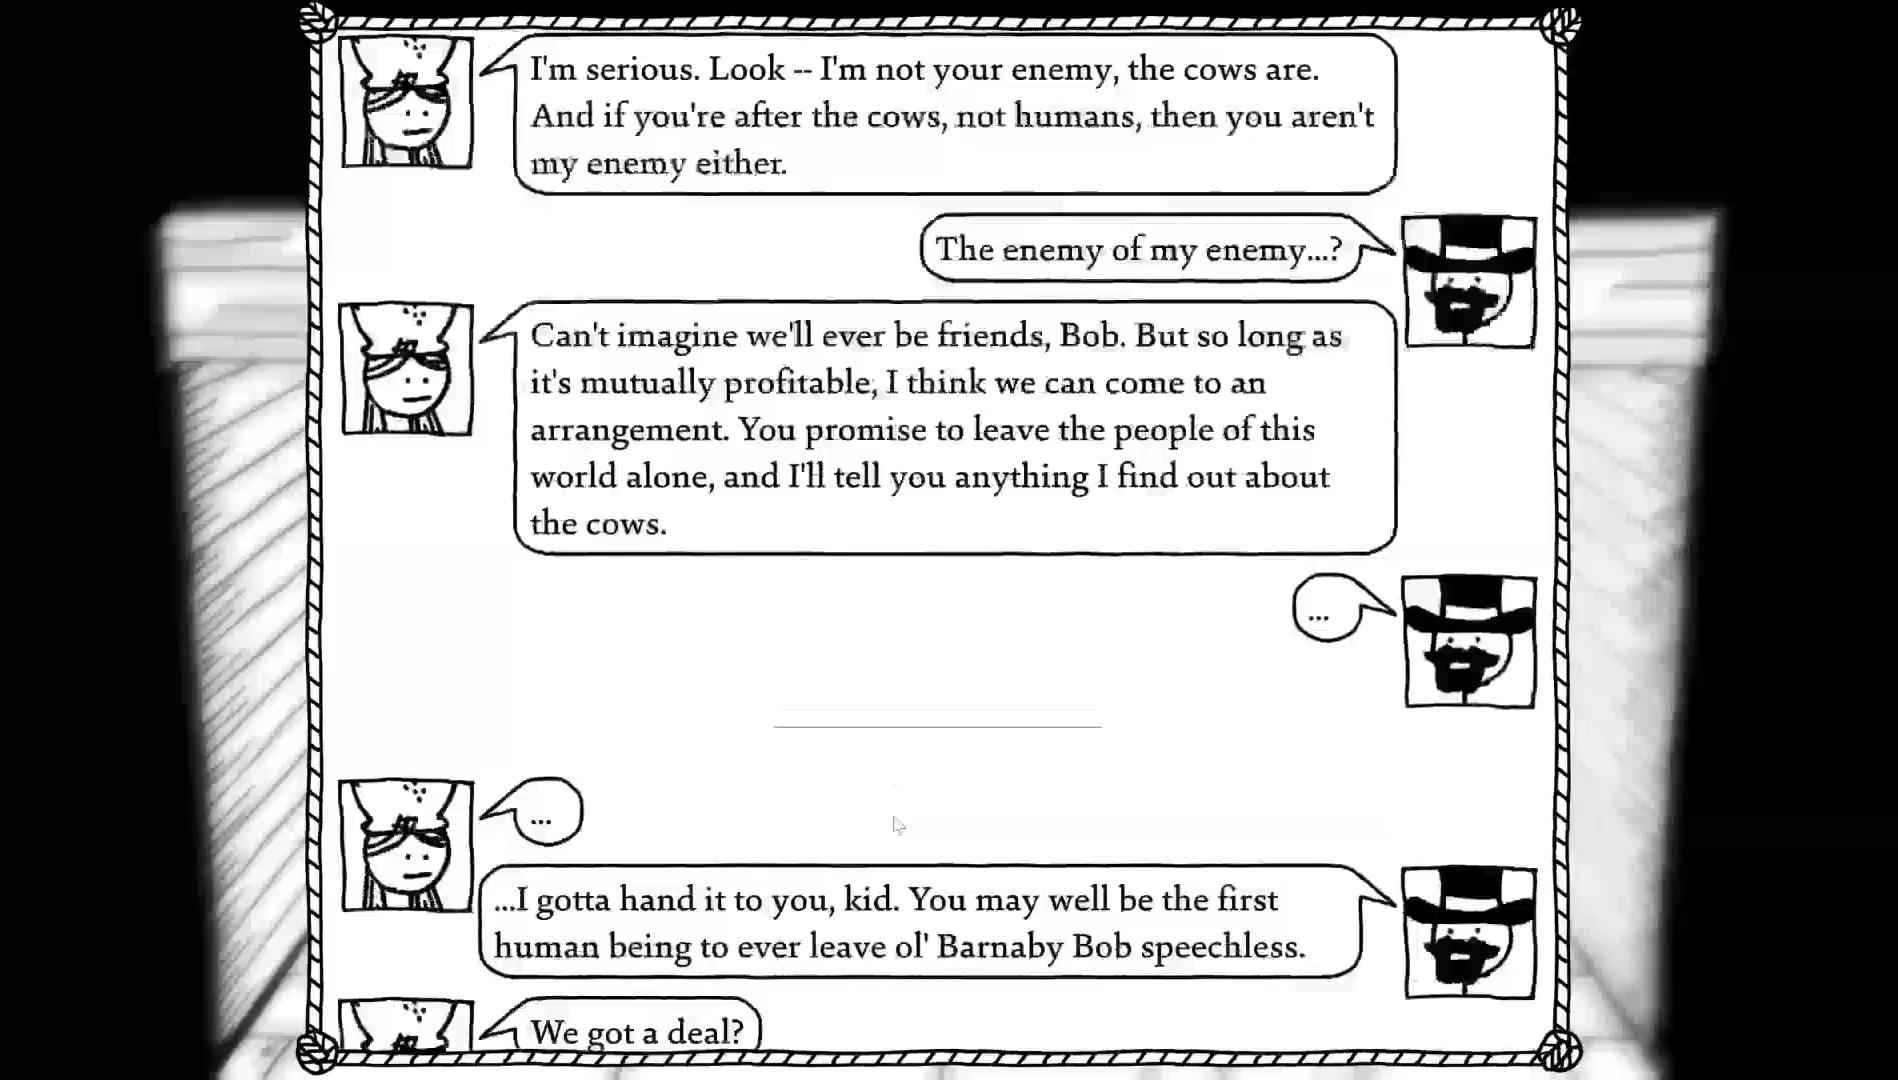 I'm serious. Look -- I'm not your enemy, the cows are.
And if you're after the cows, not humans, then you aren't
my enemy either.
The enemy of my enemy...?
Can't imagine we'll ever be friends, Bob. But so long as
it's mutually profitable, I think we can come to an
arrangement. You promise to leave the people of this
world alone, and I'll tell you anything I find out about
the cows.
...
...
...I gotta hand it to you, kid. You may well be the first
human being to ever leave ol' Barnaby Bob speechless.
We got a deal?